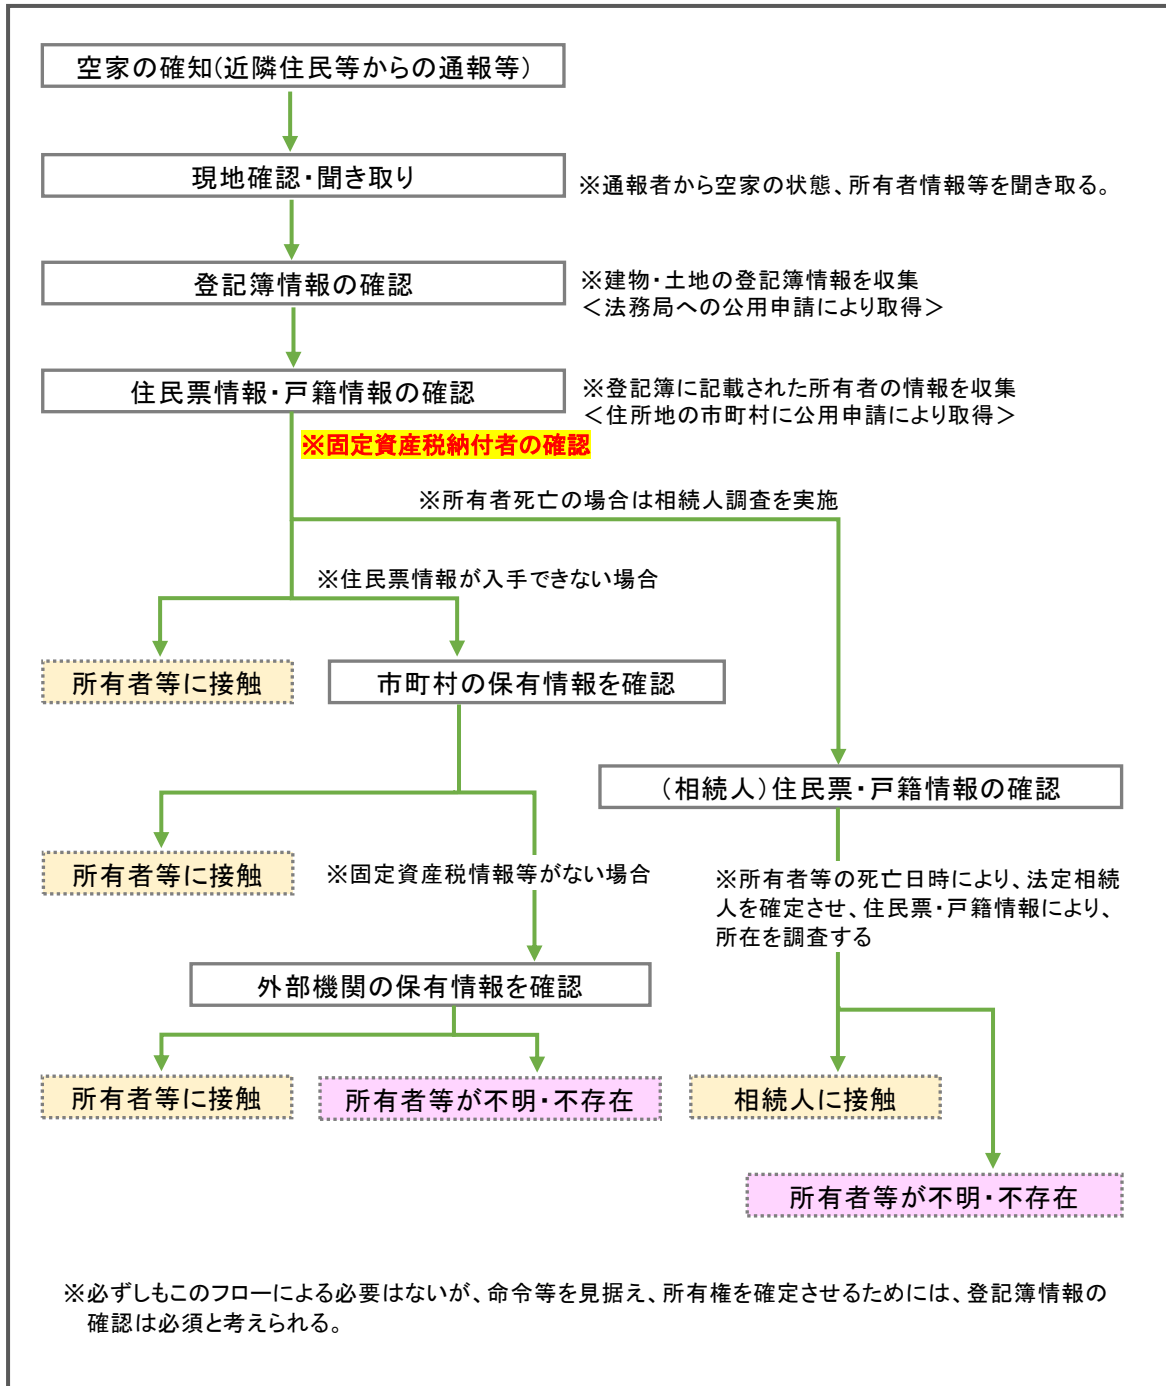 空家の確知(近隣住民等からの通報等)
現地確認・聞き取り
※通報者から空家の状態、所有者情報等を聞き取る。
登記簿情報の確認
※建物・土地の登記簿情報を収集
＜法務局への公用申請により取得＞
住民票情報・戸籍情報の確認
※登記簿に記載された所有者の情報を収集
＜住所地の市町村に公用申請により取得＞
※固定資産税納付者の確認
※所有者死亡の場合は相続人調査を実施
※住民票情報が入手できない場合
所有者等に接触
市町村の保有情報を確認
（相続人）住民票・戸籍情報の確認
所有者等に接触
※固定資産税情報等がない場合
※所有者等の死亡日時により、法定相続
人を確定させ、住民票・戸籍情報により、
所在を調査する
外部機関の保有情報を確認
所有者等に接触
所有者等が不明・不存在
相続人に接触
所有者等が不明・不存在
※必ずしもこのフローによる必要はないが、命令等を見据え、所有権を確定させるためには、登記簿情報の
確認は必須と考えられる。